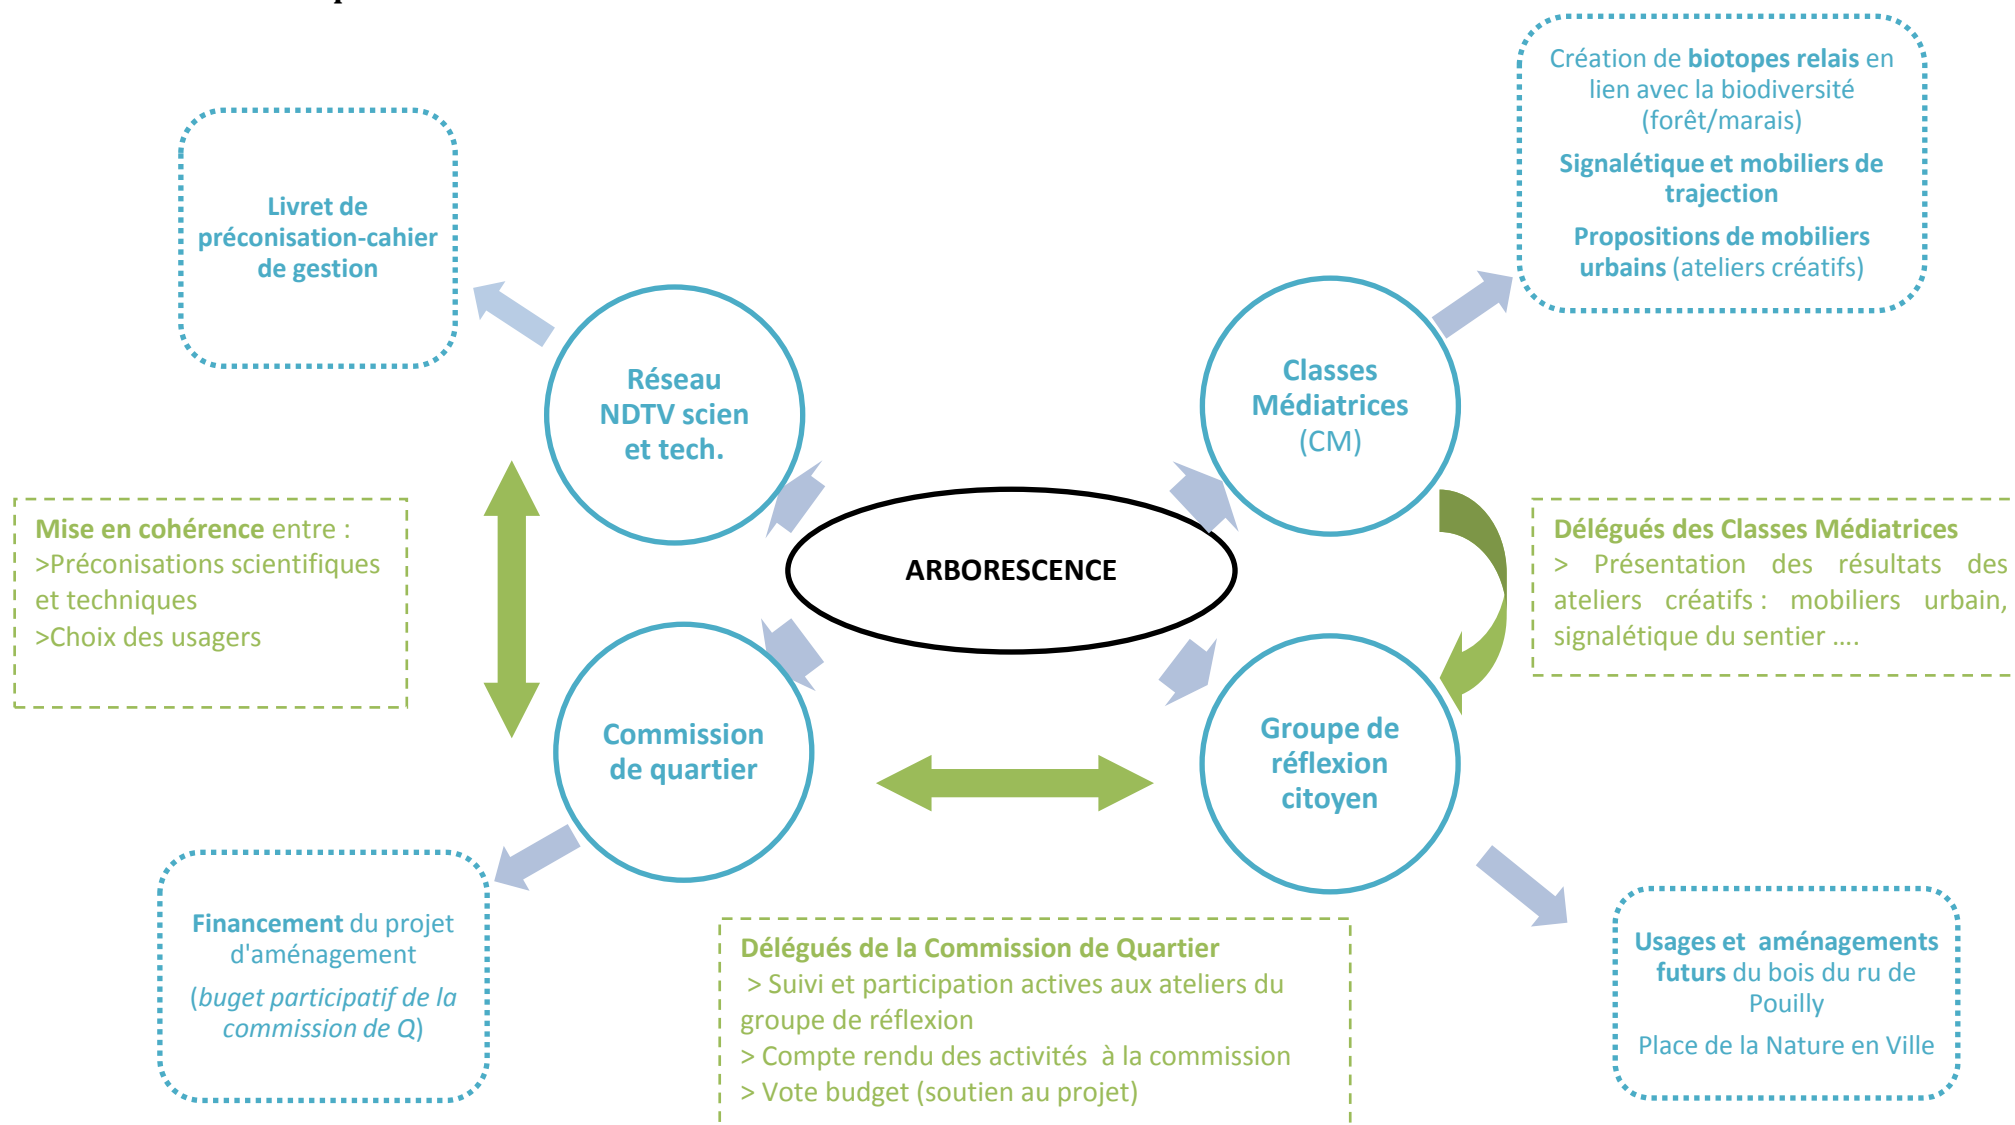 Création de biotopes relais en
lien avec la biodiversité
(forêt/marais)
Signalétique et mobiliers de
trajection
Propositions de mobiliers
urbains (ateliers créatifs)
Livret de
préconisation-cahier
de gestion
Réseau
NDTV scien
et tech.
Classes
Médiatrices
(CM)
Mise en cohérence entre :
>Préconisations scientifiques
et techniques
>Choix des usagers
ARBORESCENCE
Délégués des Classes Médiatrices
> Présentation des résultats des
ateliers créatifs : mobiliers urbain,
signalétique du sentier ….
Commission
de quartier
Groupe de
réflexion
citoyen
Financement du projet
d'aménagement
(buget participatif de la
commission de Q)
Délégués de la Commission de Quartier
> Suivi et participation actives aux ateliers du
groupe de réflexion
> Compte rendu des activités à la commission
> Vote budget (soutien au projet)
Usages et aménagements
futurs du bois du ru de
Pouilly
Place de la Nature en Ville